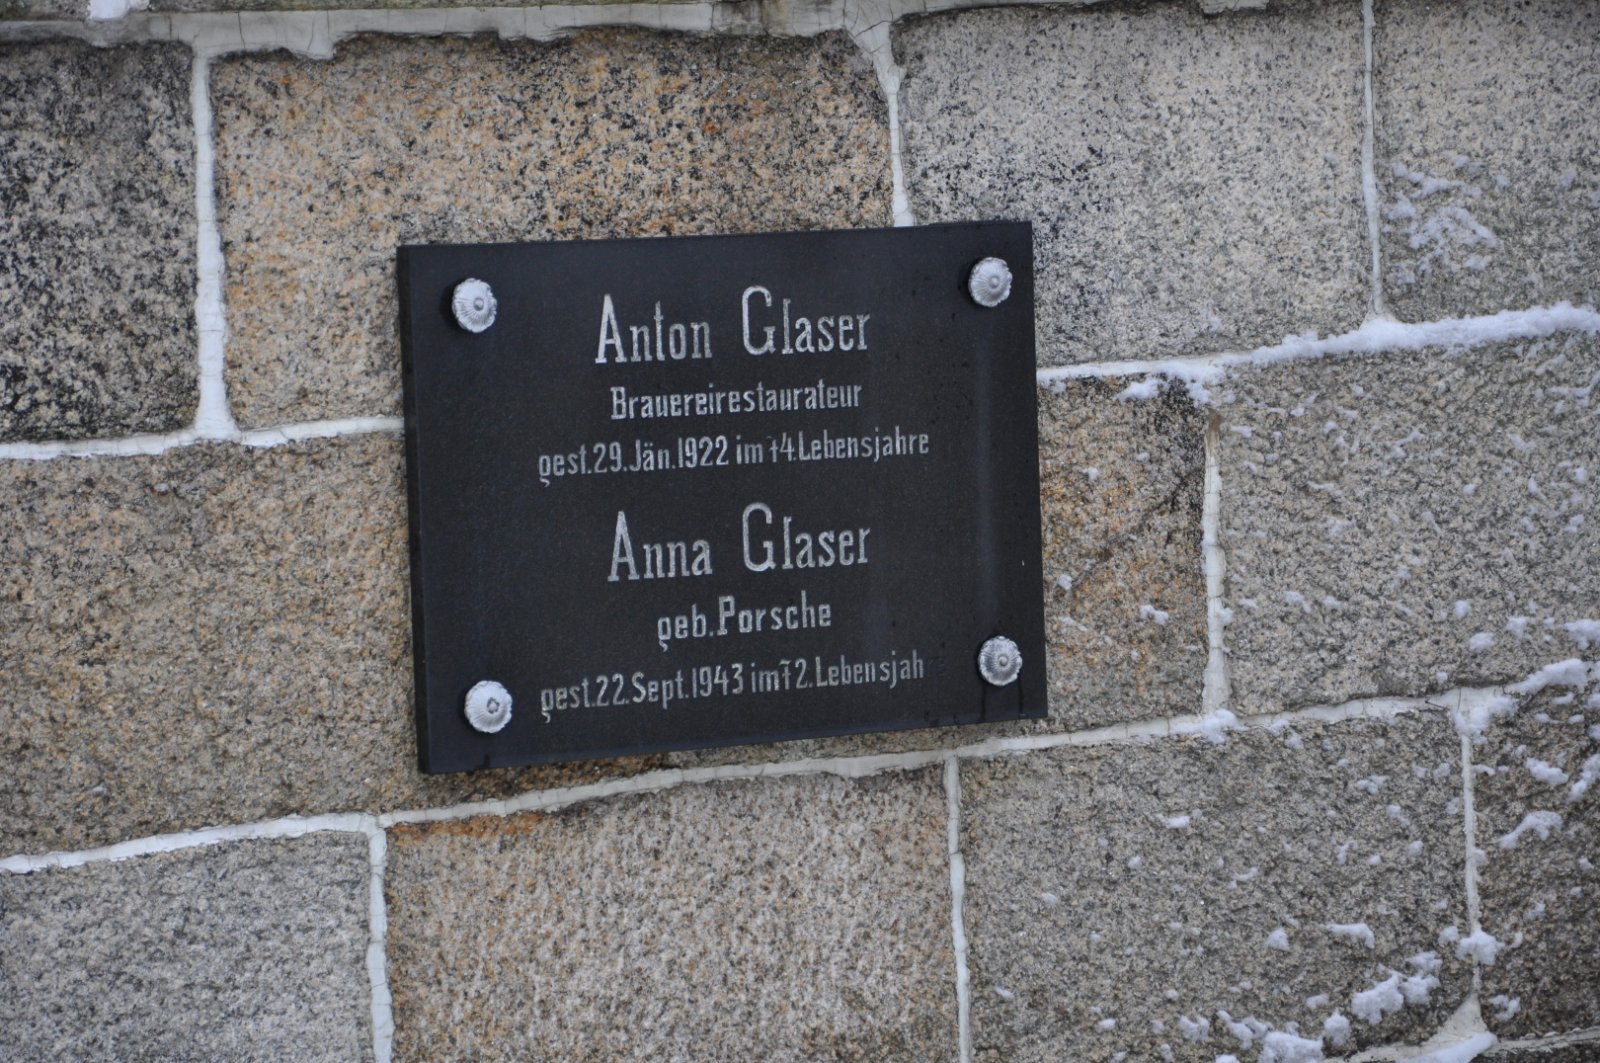 Anton Glaser
Brauereirestaurateur
gest.29.Jän.1922 im 74.Lebensjahre
Anna Glaser
geb.Porsche
gest.22.Sept.1943 im 72.Lebensjah